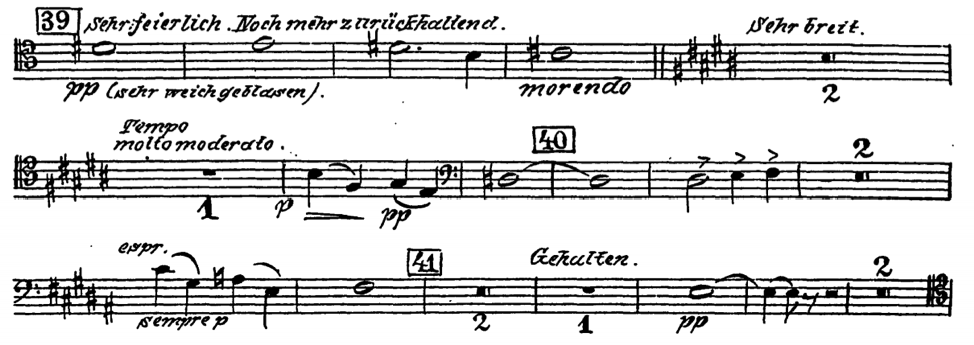 39 Sehr feierlich. Noch mehr zurückhaltend. Sehr breit.
pp (sehr weich geblasen). morendo 2
Tempo
molto moderato. 40 2
1 p pp
espr. 41 Gehalten. 2
sempre p 2 1 pp